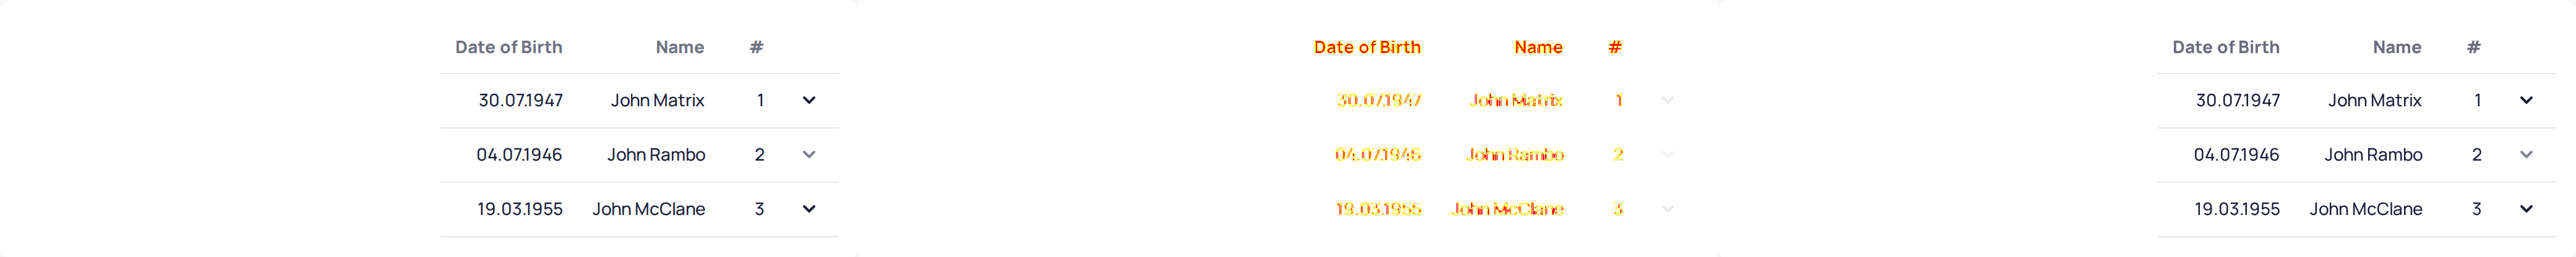 Date of Birth Name #
30.07.1947 John Matrix 1
04.07.1946 John Rambo 2
19.03.1955 John McClane 3
Date of Birth Name #
30.07.1947 John Matrix 1
04.07.1946 John Rambo 2
19.03.1955 John McClane 3
Date of Birth Name #
30.07.1947 John Matrix 1
04.07.1946 John Rambo 2
19.03.1955 John McClane 3